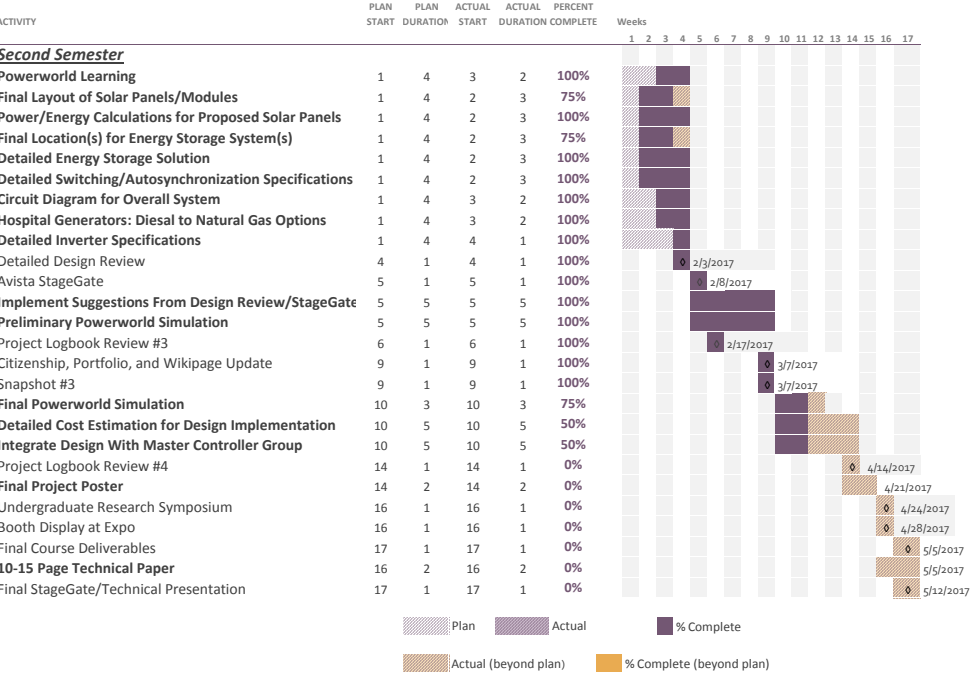 PLAN PLAN ACTUAL ACTUAL PERCENT
ACTIVITY START DURATION START DURATION COMPLETE Weeks
1 2 3 4 5 6 7 8 9 10 11 12 13 14 15 16 17
Second Semester
Powerworld Learning 1 4 3 2 100%
Final Layout of Solar Panels/Modules 1 4 2 3 75%
Power/Energy Calculations for Proposed Solar Panels 1 4 2 3 100%
Final Location(s) for Energy Storage System(s) 1 4 2 3 75%
Detailed Energy Storage Solution 1 4 2 3 100%
Detailed Switching/Autosynchronization Specifications 1 4 2 3 100%
Circuit Diagram for Overall System 1 4 3 2 100%
Hospital Generators: Diesal to Natural Gas Options 1 4 3 2 100%
Detailed Inverter Specifications 1 4 4 1 100%
Detailed Design Review 4 1 4 1 100% 2/3/2017
Avista StageGate 5 1 5 1 100% 2/8/2017
Implement Suggestions From Design Review/StageGate 5 5 5 5 100%
Preliminary Powerworld Simulation 5 5 5 5 100%
Project Logbook Review #3 6 1 6 1 100% 2/17/2017
Citizenship, Portfolio, and Wikipage Update 9 1 9 1 100% 3/7/2017
Snapshot #3 9 1 9 1 100% 3/7/2017
Final Powerworld Simulation 10 3 10 3 75%
Detailed Cost Estimation for Design Implementation 10 5 10 5 50%
Integrate Design With Master Controller Group 10 5 10 5 50%
Project Logbook Review #4 14 1 14 1 0% 4/14/2017
Final Project Poster 14 2 14 2 0% 4/21/2017
Undergraduate Research Symposium 16 1 16 1 0% 4/24/2017
Booth Display at Expo 16 1 16 1 0% 4/28/2017
Final Course Deliverables 17 1 17 1 0% 5/5/2017
10-15 Page Technical Paper 16 2 16 2 0% 5/5/2017
Final StageGate/Technical Presentation 17 1 17 1 0% 5/12/2017
Plan Actual % Complete
Actual (beyond plan) % Complete (beyond plan)